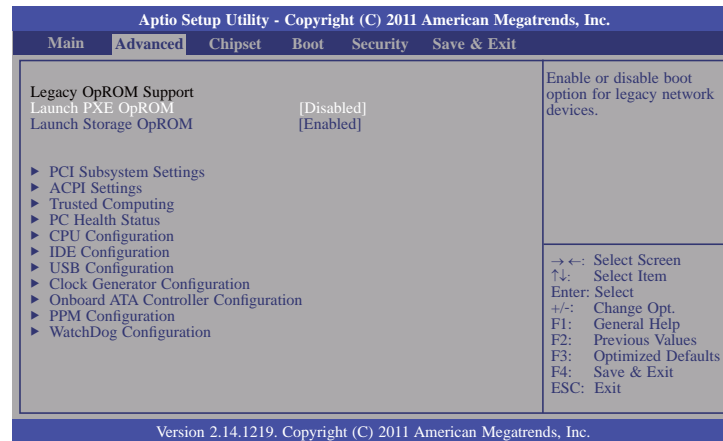 Aptio Setup Utility - Copyright (C) 2011 American Megatrends, Inc.
Main Advanced Chipset Boot Security Save & Exit
Legacy OpROM Support
Launch PXE OpROM [Disabled]
Launch Storage OpROM [Enabled]
► PCI Subsystem Settings
► ACPI Settings
► Trusted Computing
► PC Health Status
► CPU Configuration
► IDE Configuration
► USB Configuration
► Clock Generator Configuration
► Onboard ATA Controller Configuration
► PPM Configuration
► WatchDog Configuration
Enable or disable boot
option for legacy network
devices.
→←: Select Screen
↑↓: Select Item
Enter: Select
+/-: Change Opt.
F1: General Help
F2: Previous Values
F3: Optimized Defaults
F4: Save & Exit
ESC: Exit
Version 2.14.1219. Copyright (C) 2011 American Megatrends, Inc.